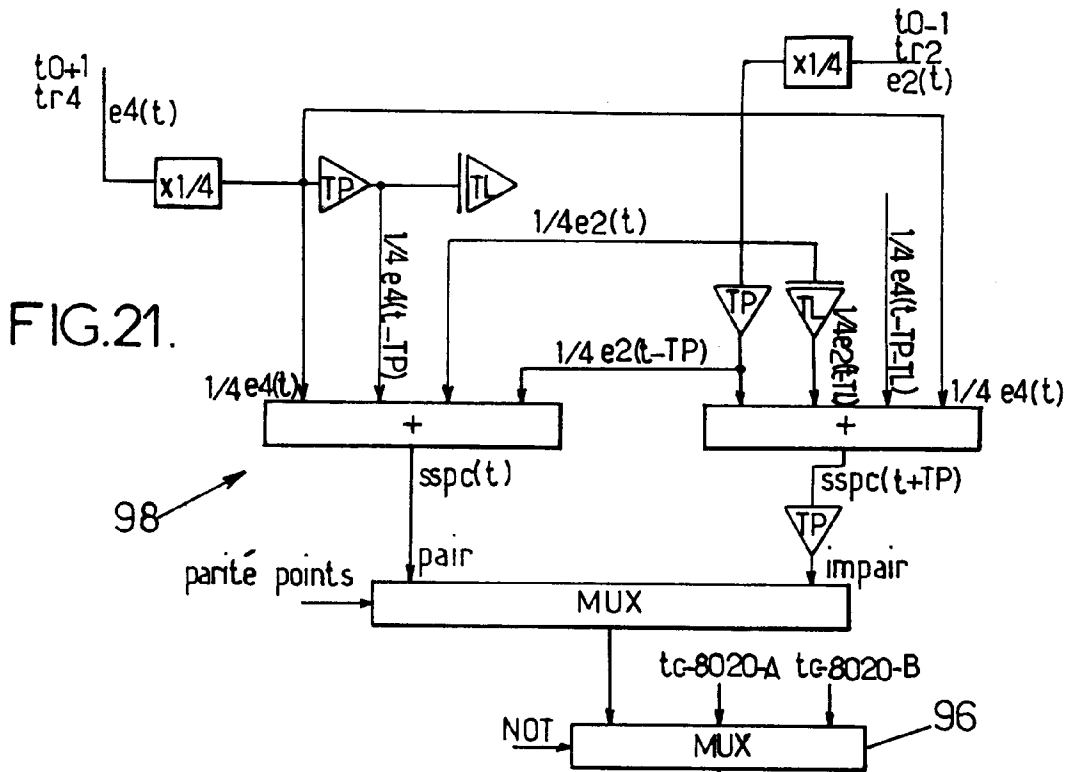 t0+1
tr4
e4(t)
t0-1
tr2
e2(t)
x1/4
x1/4
TP
TL
1/4e2(t)
1/4 e4(t-TP)
1/4 e4(t-TP-TL)
FIG.21.
TP
TL
1/4e2(t-TL)
1/4 e2(t-TP)
1/4 e4(t)
1/4 e4(t)
+
+
sspc(t)
sspc(t+TP)
98
TP
pair
impair
parité points
MUX
tc-8020-A
tc-8020-B
NOT
MUX
96